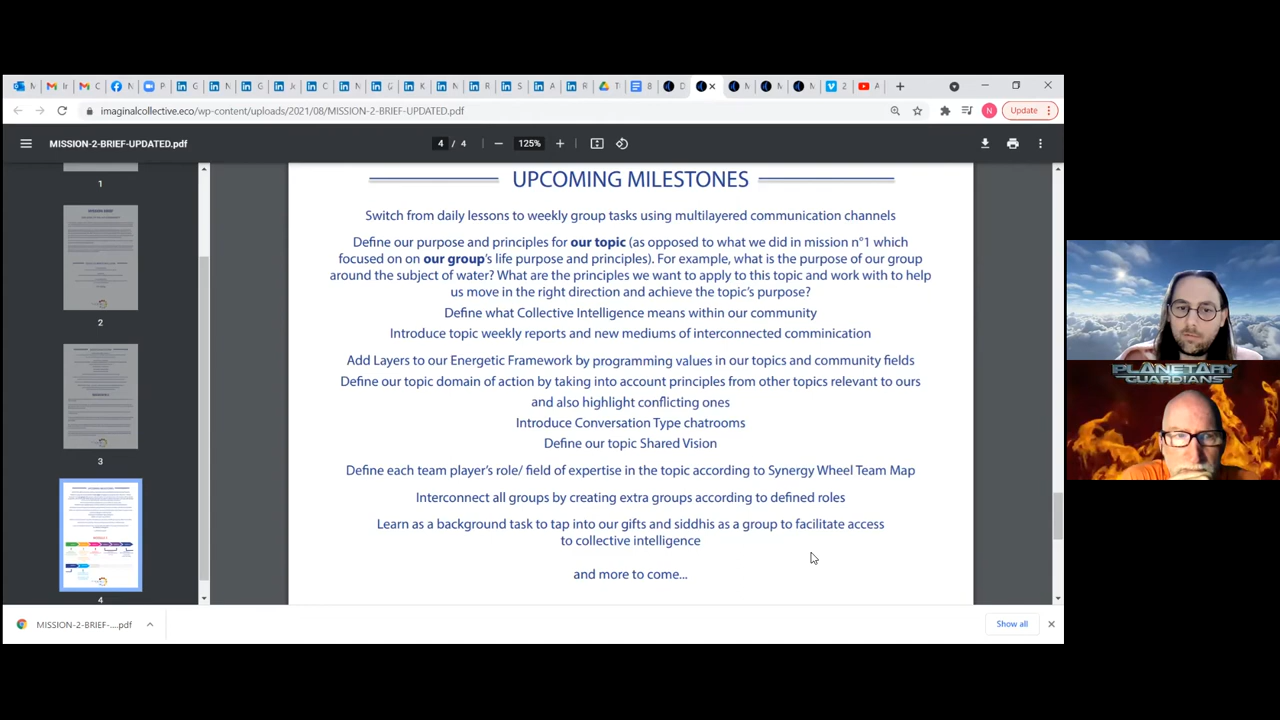 M
Ir
C
N
P
G
N
G
Je
C
N
G
K
N
R
S
A
R
T
8
D
M
M
M
2
A
imaginalcollective.eco/wp-content/uploads/2021/08/MISSION-2-BRIEF-UPDATED.pdf
N
Update
MISSION-2-BRIEF-UPDATED.pdf
4 / 4
125%
1
2
3
4
UPCOMING MILESTONES
Switch from daily lessons to weekly group tasks using multilayered communication channels
Define our purpose and principles for our topic (as opposed to what we did in mission n°1 which
focused on on our group's life purpose and principles). For example, what is the purpose of our group
around the subject of water? What are the principles we want to apply to this topic and work with to help
us move in the right direction and achieve the topic's purpose?
Define what Collective Intelligence means within our community
Introduce topic weekly reports and new mediums of interconnected comminication
Add Layers to our Energetic Framework by programming values in our topics and community fields
Define our topic domain of action by taking into account principles from other topics relevant to ours
and also highlight conflicting ones
Introduce Conversation Type chatrooms
Define our topic Shared Vision
Define each team player's role/ field of expertise in the topic according to Synergy Wheel Team Map
Interconnect all groups by creating extra groups according to defined roles
Learn as a background task to tap into our gifts and siddhis as a group to facilitate access
to collective intelligence
and more to come...
PLANETARY
GUARDIANS
MISSION-2-BRIEF-....pdf
Show all